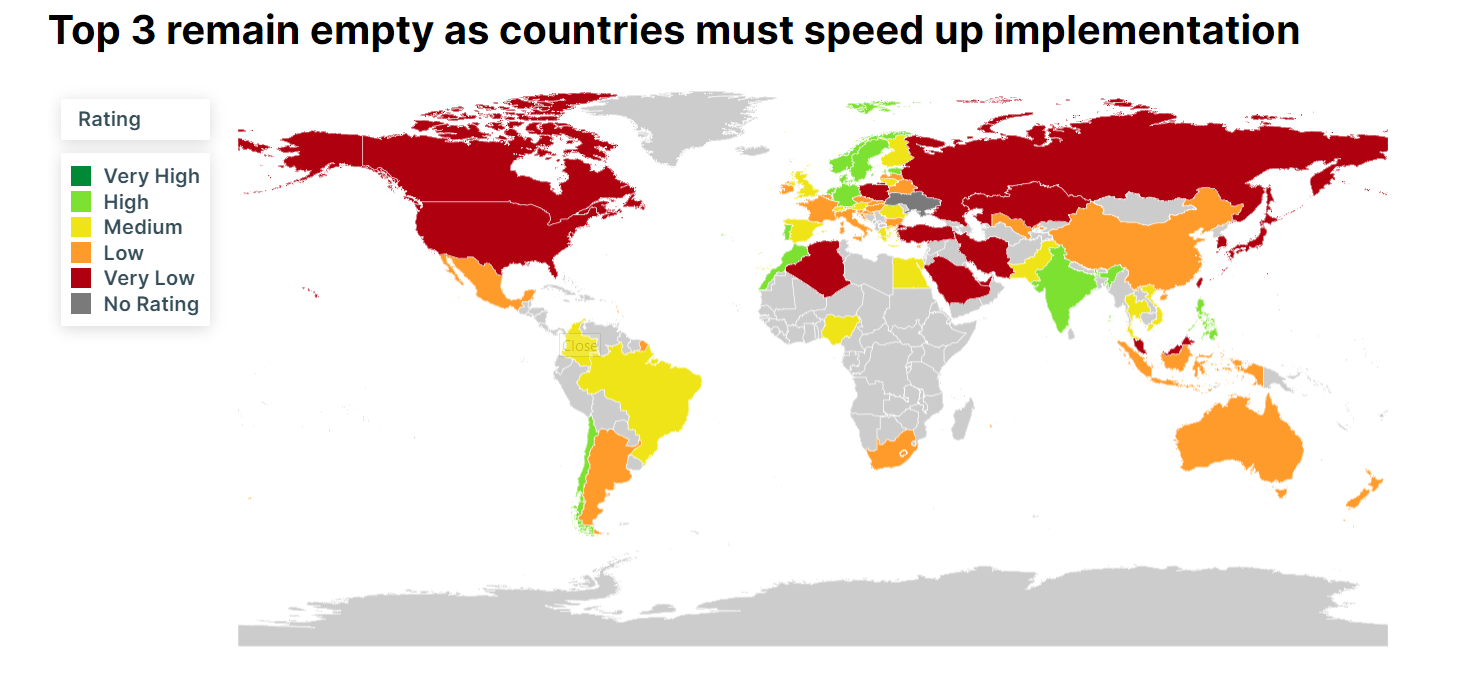 Top 3 remain empty as countries must speed up implementation
Rating
Very High
High
Medium
Low
Very Low
No Rating
Close